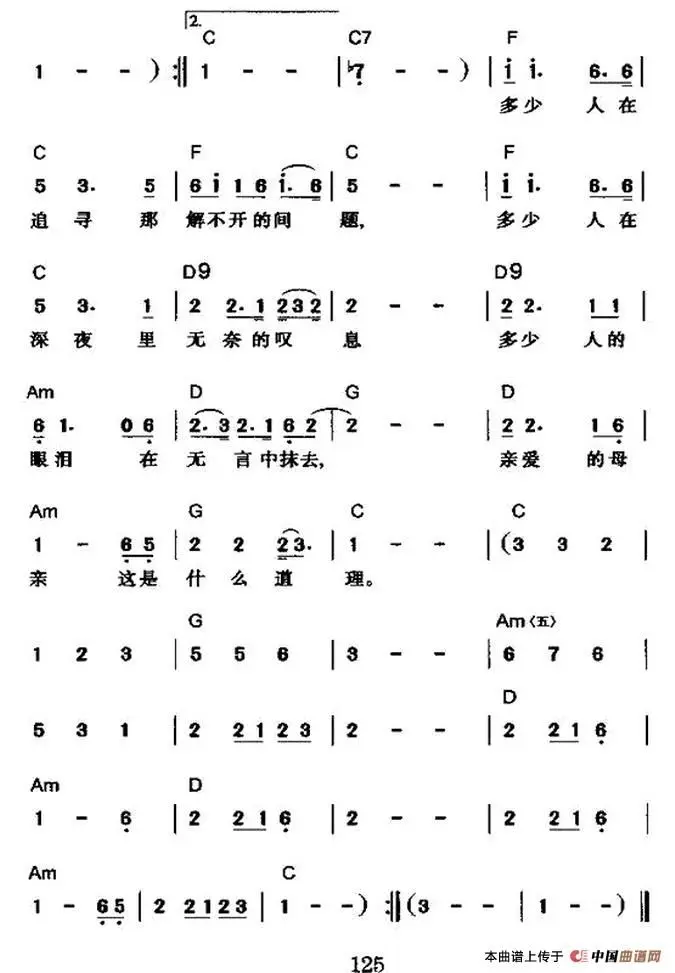 2.
C C7 F
1 - - ) :‖ 1 - - | ♭7 - - ) | i i. 6. 6 |
多少 人在
C F C F
5 3. 5 | 6 i 1 6 i. 6 | 5 - - | i i. 6. 6 |
追寻 那 解不开的间 题, 多少 人在
C D9 D9
5 3. 1 | 2 2. 1 2 3 2 | 2 - - | 2 2. 1 1 |
深夜 里 无奈的叹 息 多少 人的
Am D G D
6 1. 0 6 | 2. 3 2. 1 6 2 | 2 - - | 2 2. 1 6 |
眼泪 在 无言中抹去, 亲爱 的母
Am G C C
1 - 6 5 | 2 2 2 3. | 1 - - | (3 3 2 |
亲 这是 什么道 理。
G Am〈五〉
1 2 3 | 5 5 6 | 3 - - | 6 7 6 |
D
5 3 1 | 2 2 1 2 3 | 2 - - | 2 2 1 6 |
Am D
1 - 6 | 2 2 1 6 | 2 - - | 2 2 1 6 |
Am C
1 - 6 5 | 2 2 1 2 3 | 1 - ) :‖ (3 - - | 1 - ) ‖
125
本曲谱上传于 中国曲谱网
www.qupu123.com